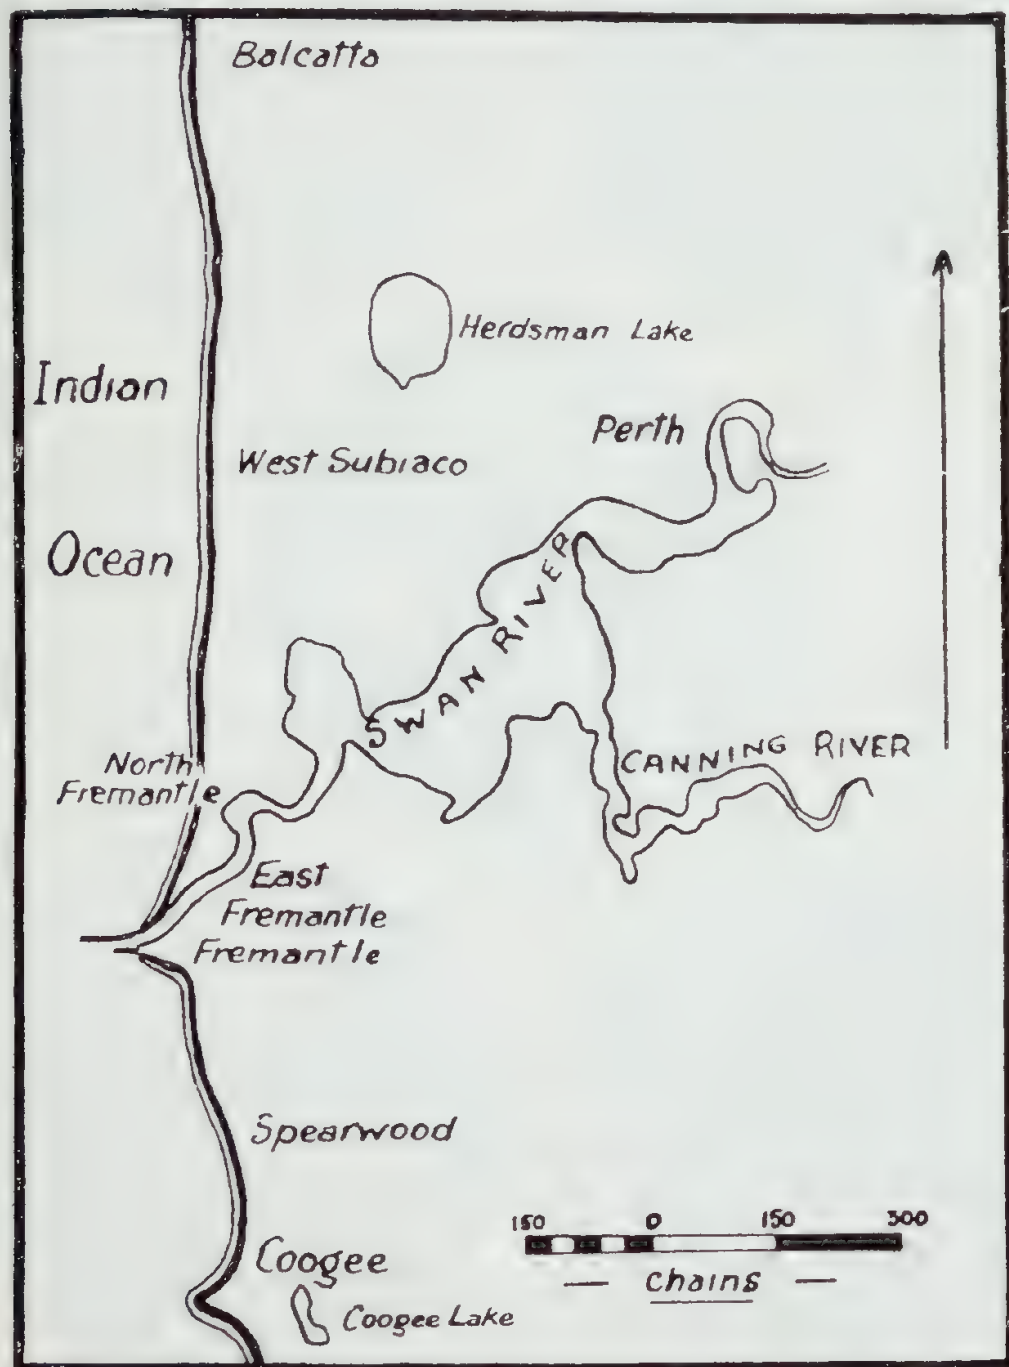 Balcatta
Herdsman Lake
Indian
Perth
West Subiaco
Ocean
SWAN RIVER
CANNING RIVER
North
Fremantle
East
Fremantle
Fremantle
Spearwood
150 0 150 300
Coogee
chains
Coogee Lake